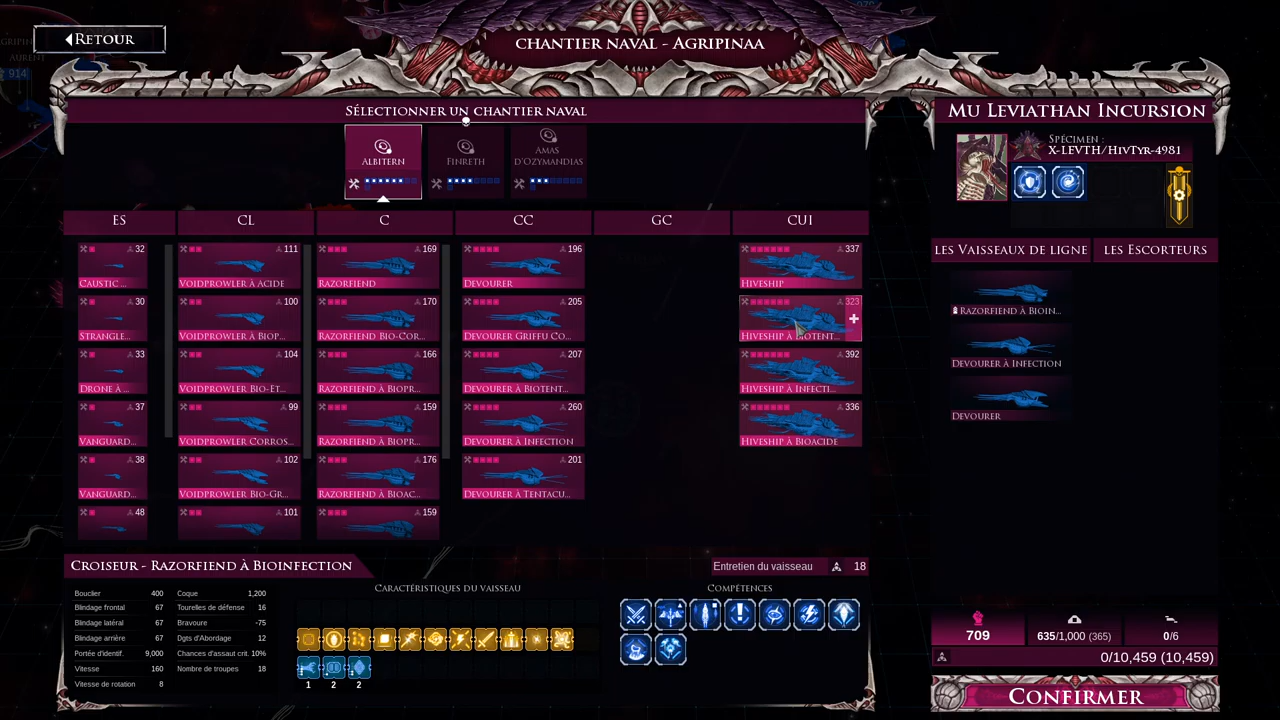 Retour
chantier naval - Agripinaa
914
Sélectionner un chantier naval
Albitern
Finreth
Amas d'Ozymandias
ES
CL
C
CC
GC
CUI
32
Caustic ...
30
Strangle...
33
Drone à ...
37
Vanguard...
38
Vanguard...
48
111
Voidprowler à Acide
100
Voidprowler à Biop...
104
Voidprowler Bio-Et...
99
Voidprowler Corros...
102
Voidprowler Bio-Gr...
101
169
Razorfiend
170
Razorfiend Bio-Cor...
166
Razorfiend à Biopr...
159
Razorfiend à Biopr...
176
Razorfiend à Bioac...
159
196
Devourer
205
Devourer Griffu Co...
207
Devourer à Biotent...
260
Devourer à Infection
201
Devourer à Tentacu...
337
Hiveship
323
Hiveship à Biotent...
392
Hiveship à Infecti...
336
Hiveship à Bioacide
Mu Leviathan Incursion
Spécimen :
X-LEVTH/HivTyr-4981
Les Vaisseaux de ligne
Les Escorteurs
Razorfiend à Bioin...
Devourer à Infection
Devourer
Croiseur - Razorfiend à Bioinfection
Entretien du vaisseau 18
Bouclier 400
Blindage frontal 67
Blindage latéral 67
Blindage arrière 67
Portée d'identif. 9,000
Vitesse 160
Vitesse de rotation 8
Coque 1,200
Tourelles de défense 16
Bravoure -75
Dgts d'Abordage 12
Chances d'assaut crit. 10%
Nombre de troupes 18
Caractéristiques du vaisseau
1 2 2
Compétences
709
635/1,000 (365)
0/6
0/10,459 (10,459)
Confirmer